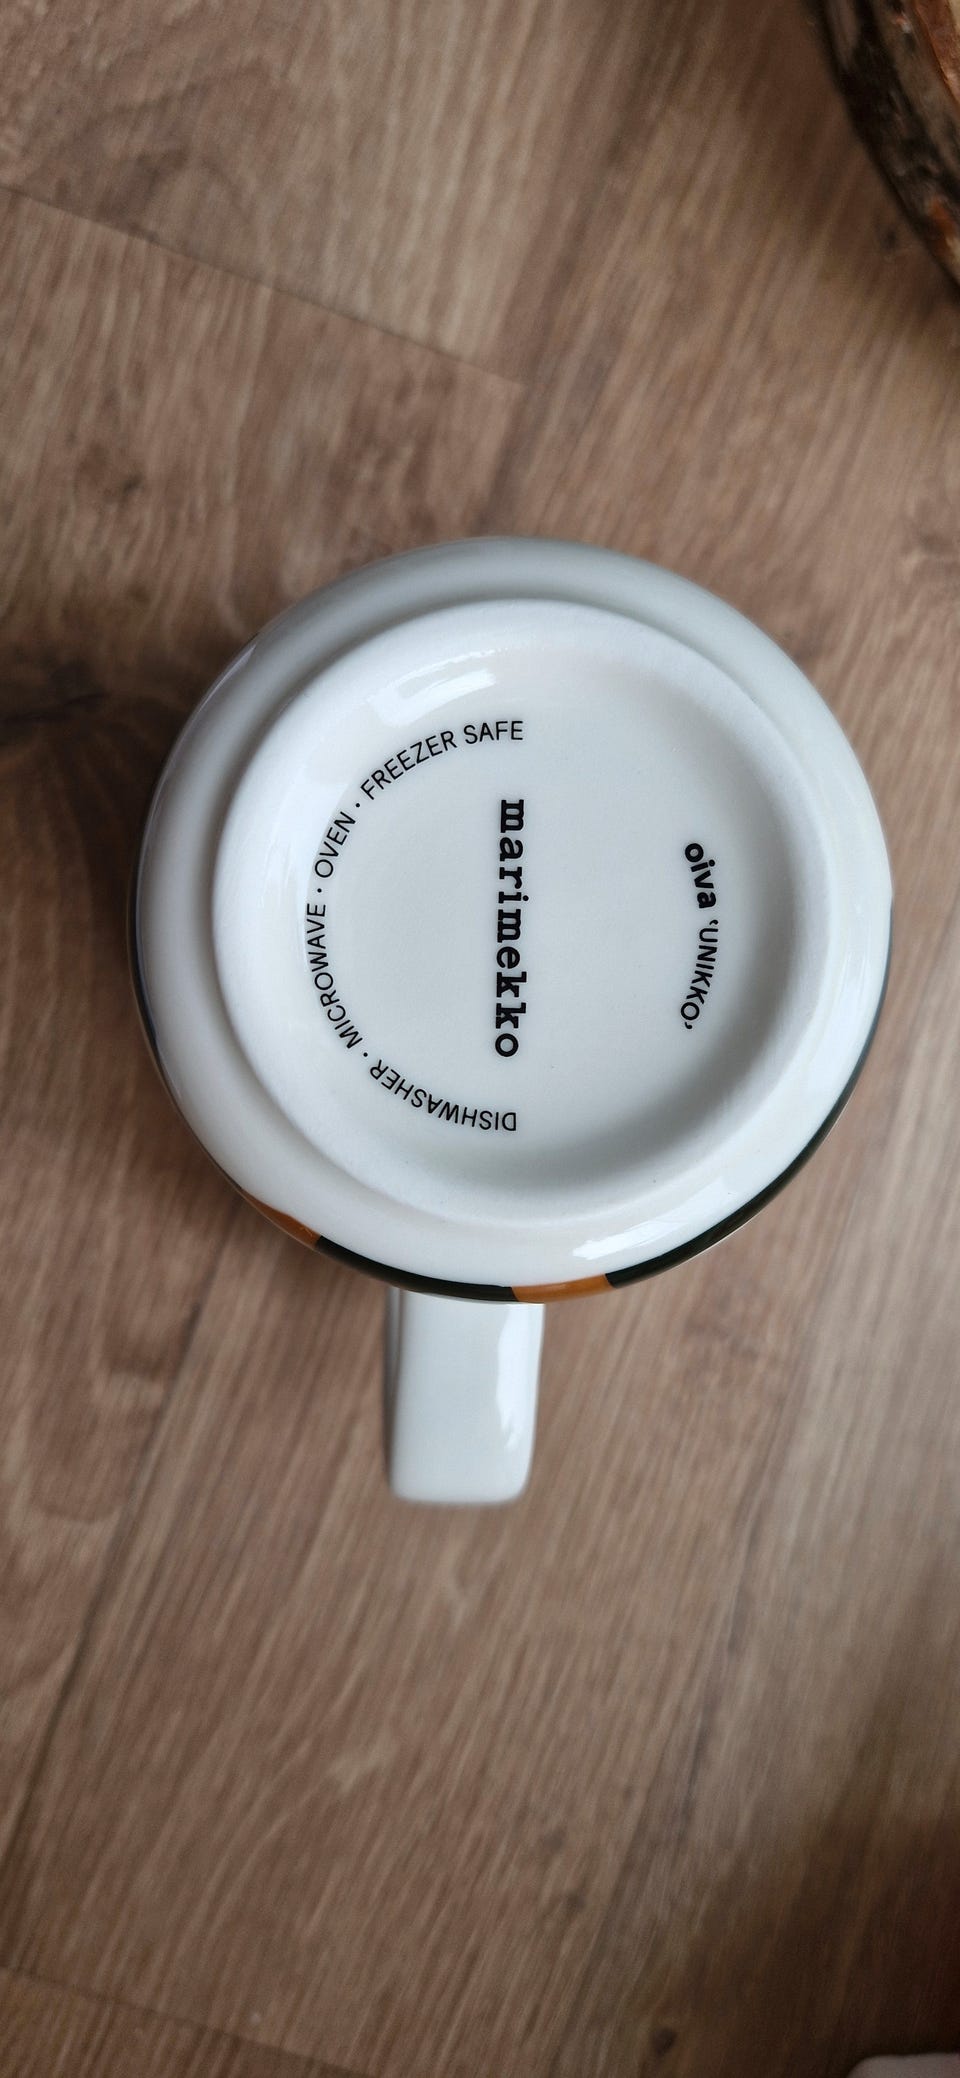 oiva 'UNIKKO'
marimekko
DISHWASHER · MICROWAVE · OVEN · FREEZER SAFE